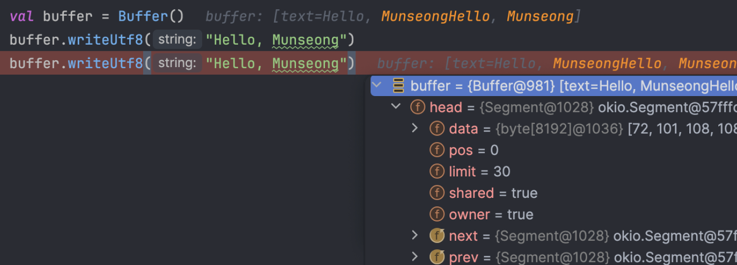 val buffer = Buffer() buffer: [text=Hello, MunseongHello, Munseong]
buffer.writeUtf8( string: "Hello, Munseong")
buffer.writeUtf8( string: "Hello, Munseong") buffer: [text=Hello, MunseongHello, Munseon
buffer = {Buffer@981} [text=Hello, MunseongHello
head = {Segment@1028} okio.Segment@57fffc
data = {byte[8192]@1036} [72, 101, 108, 108
pos = 0
limit = 30
shared = true
owner = true
next = {Segment@1028} okio.Segment@57ff
prev = {Segment@1028} okio.Segment@57ff